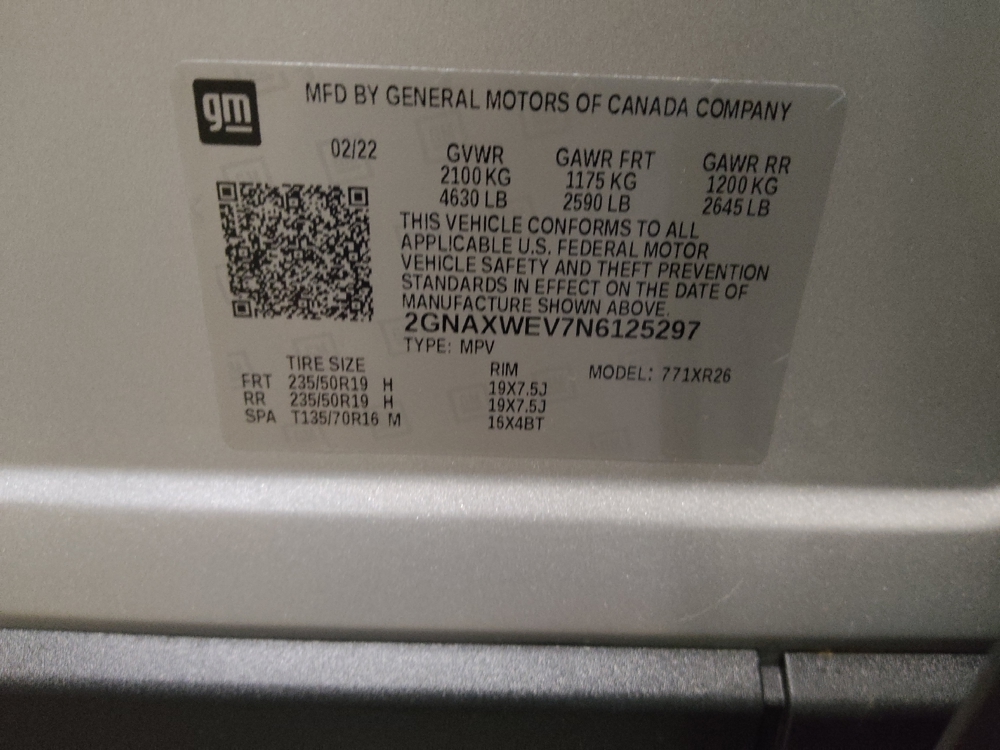 gm
MFD BY GENERAL MOTORS OF CANADA COMPANY
02/22
GVWR GAWR FRT GAWR RR
2100 KG 1175 KG 1200 KG
4630 LB 2590 LB 2645 LB
THIS VEHICLE CONFORMS TO ALL
APPLICABLE U.S. FEDERAL MOTOR
VEHICLE SAFETY AND THEFT PREVENTION
STANDARDS IN EFFECT ON THE DATE OF
MANUFACTURE SHOWN ABOVE.
2GNAXWEV7N6125297
TYPE: MPV
TIRE SIZE RIM MODEL: 771XR26
FRT 235/50R19 H 19X7.5J
RR 235/50R19 H 19X7.5J
SPA T135/70R16 M 16X4BT